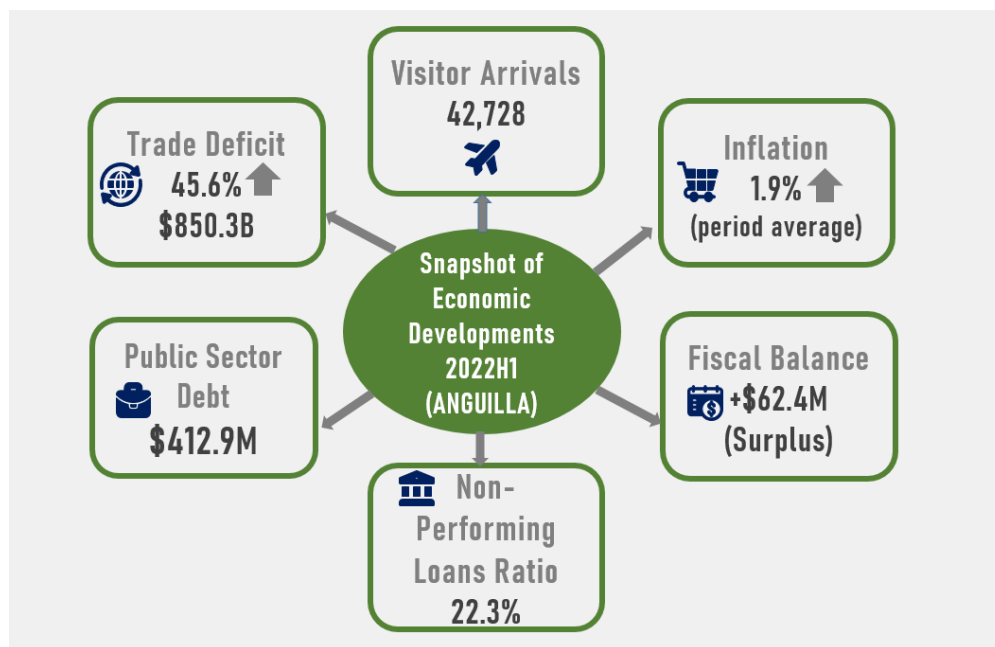 Visitor Arrivals
42,728
Trade Deficit
45.6%
$850.3B
Inflation
1.9%
(period average)
Snapshot of
Economic
Developments
2022H1
(ANGUILLA)
Public Sector
Debt
$412.9M
Fiscal Balance
+$62.4M
(Surplus)
Non-
Performing
Loans Ratio
22.3%